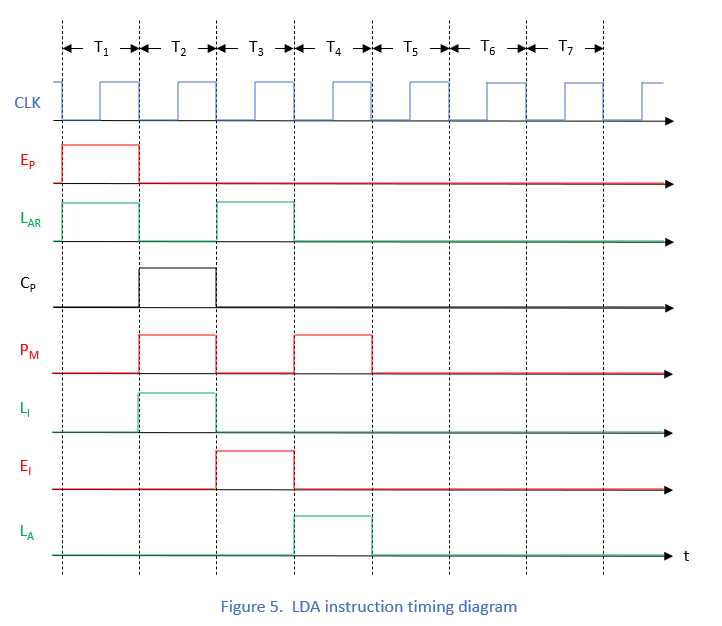 T1 T2 T3 T4 T5 T6 T7
CLK
EP
LAR
CP
PM
LI
EI
LA
t
Figure 5. LDA instruction timing diagram